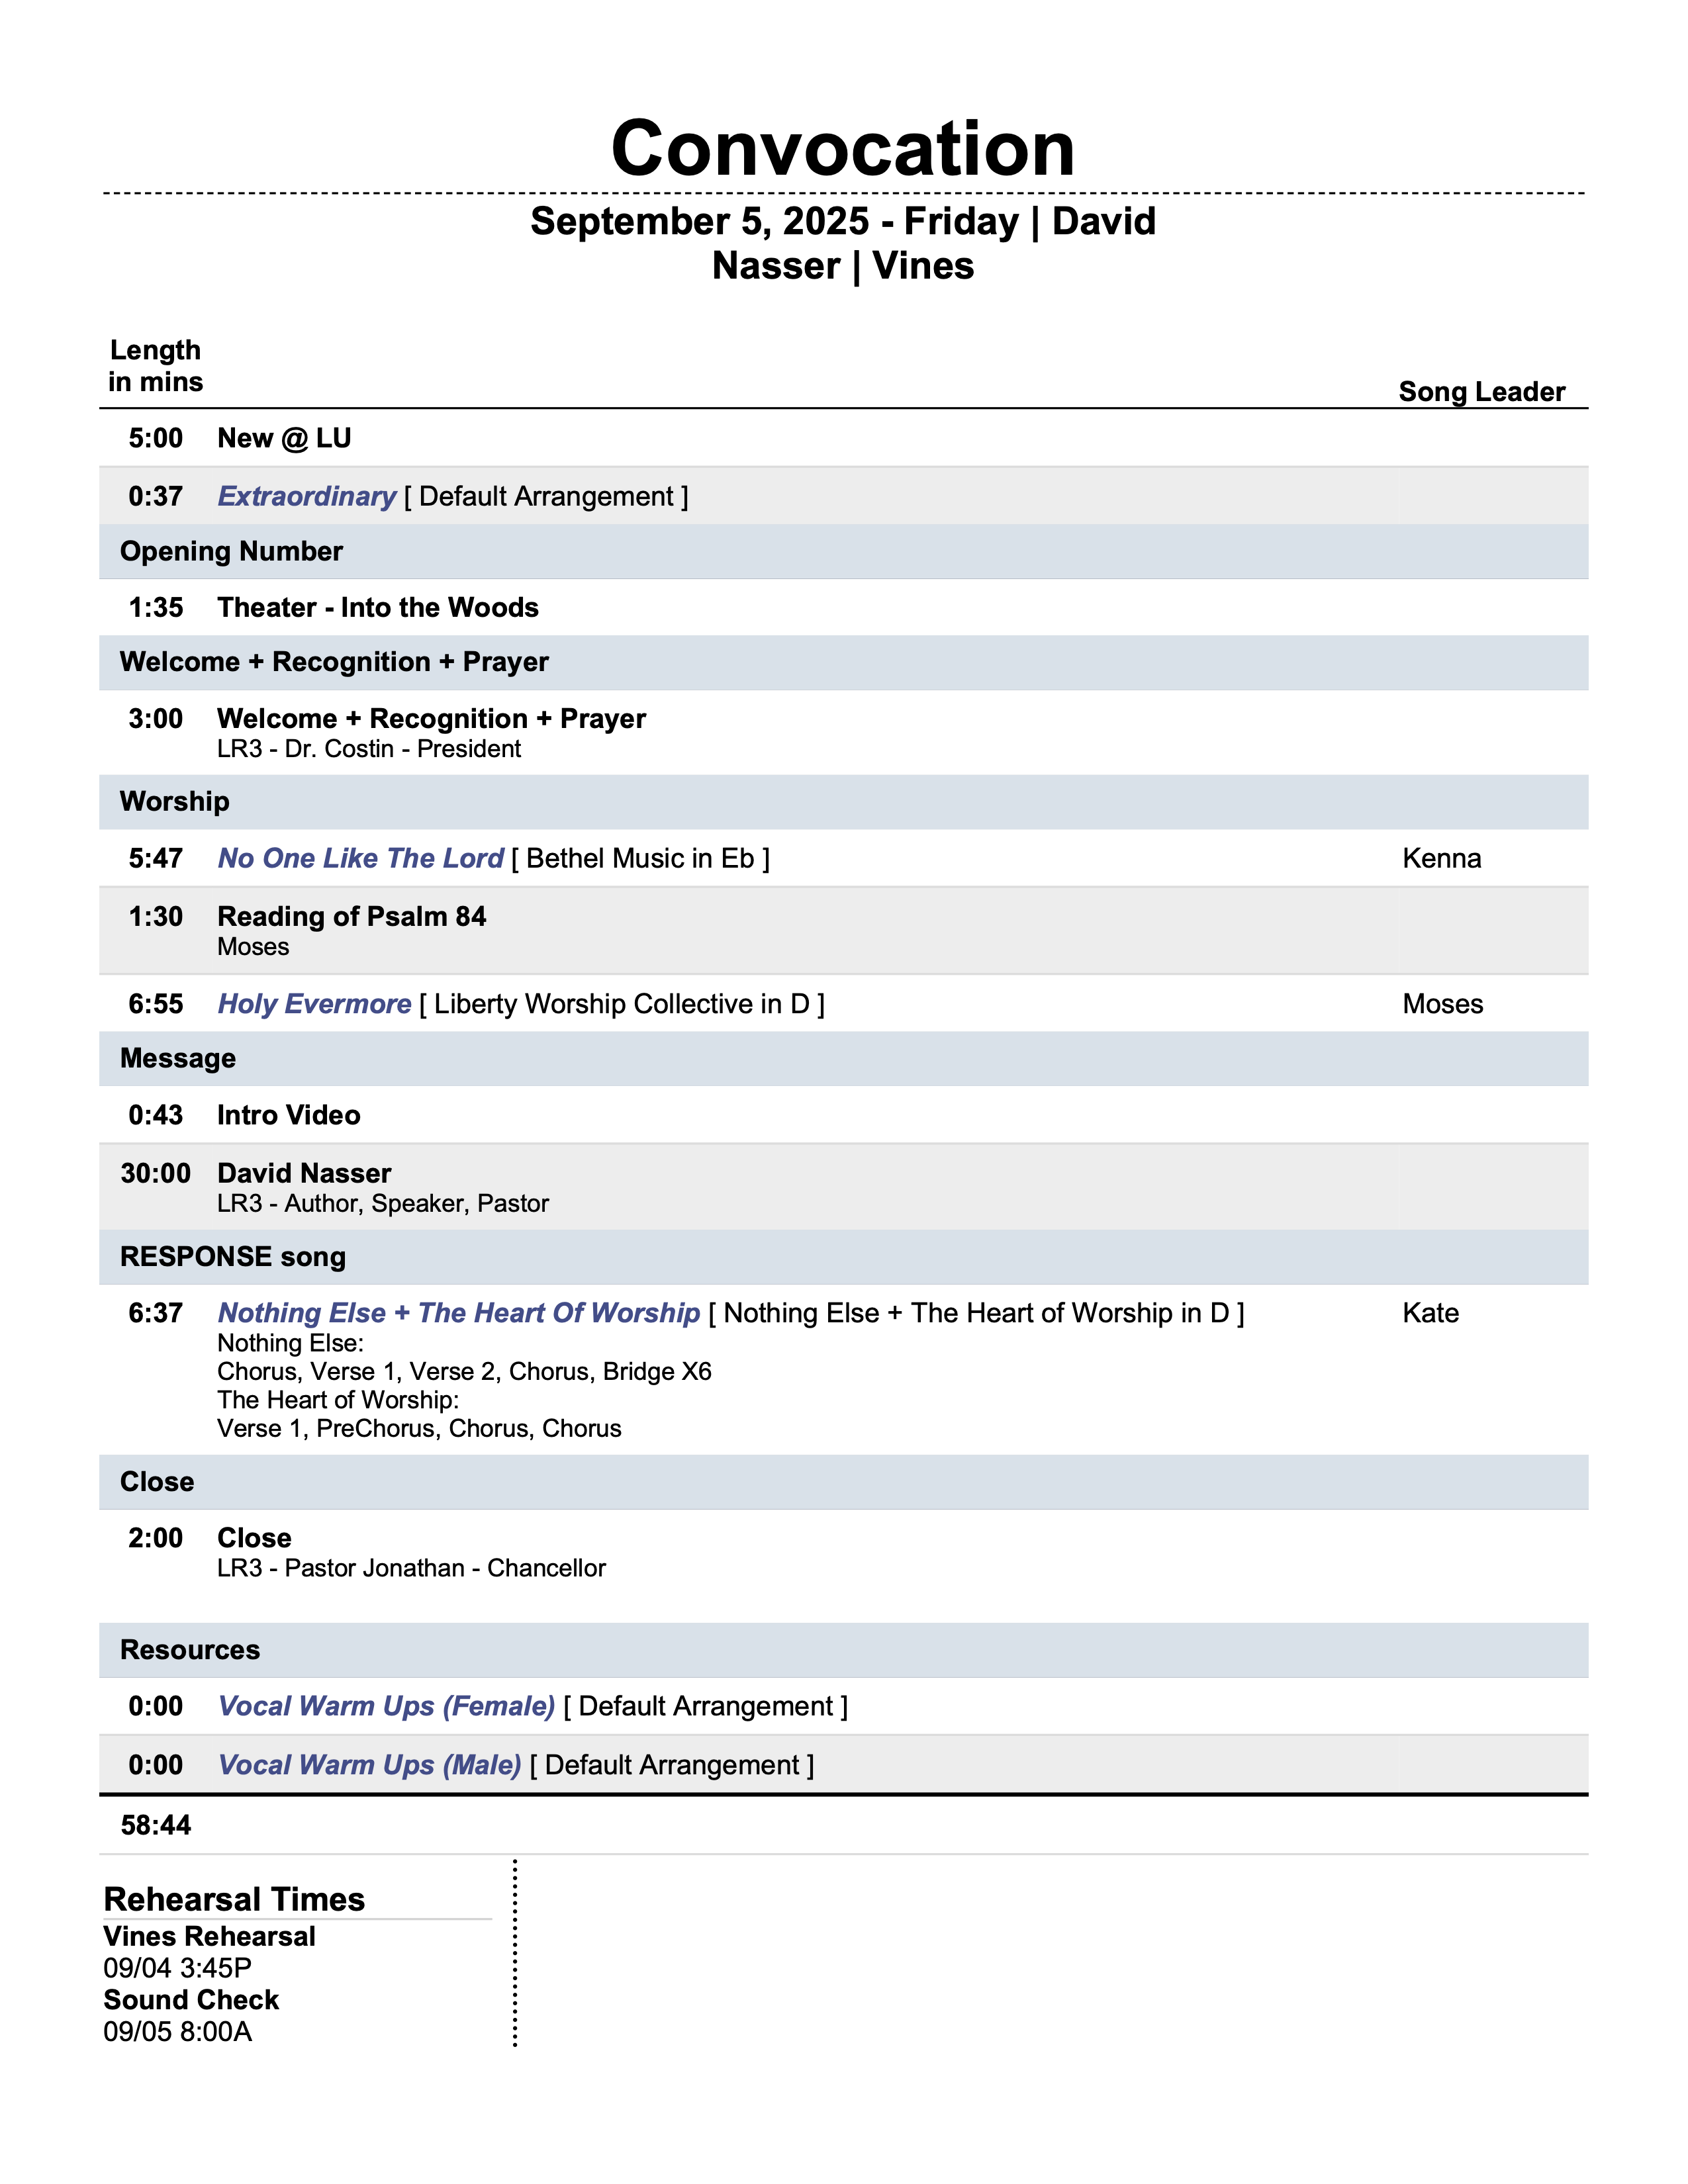 Convocation
September 5, 2025 - Friday | David
Nasser | Vines
Length
in mins
Song Leader
5:00 New @ LU
0:37 Extraordinary [ Default Arrangement ]
Opening Number
1:35 Theater - Into the Woods
Welcome + Recognition + Prayer
3:00 Welcome + Recognition + Prayer
LR3 - Dr. Costin - President
Worship
5:47 No One Like The Lord [ Bethel Music in Eb ] Kenna
1:30 Reading of Psalm 84
Moses
6:55 Holy Evermore [ Liberty Worship Collective in D ] Moses
Message
0:43 Intro Video
30:00 David Nasser
LR3 - Author, Speaker, Pastor
RESPONSE song
6:37 Nothing Else + The Heart Of Worship [ Nothing Else + The Heart of Worship in D ] Kate
Nothing Else:
Chorus, Verse 1, Verse 2, Chorus, Bridge X6
The Heart of Worship:
Verse 1, PreChorus, Chorus, Chorus
Close
2:00 Close
LR3 - Pastor Jonathan - Chancellor
Resources
0:00 Vocal Warm Ups (Female) [ Default Arrangement ]
0:00 Vocal Warm Ups (Male) [ Default Arrangement ]
58:44
Rehearsal Times
Vines Rehearsal
09/04 3:45P
Sound Check
09/05 8:00A